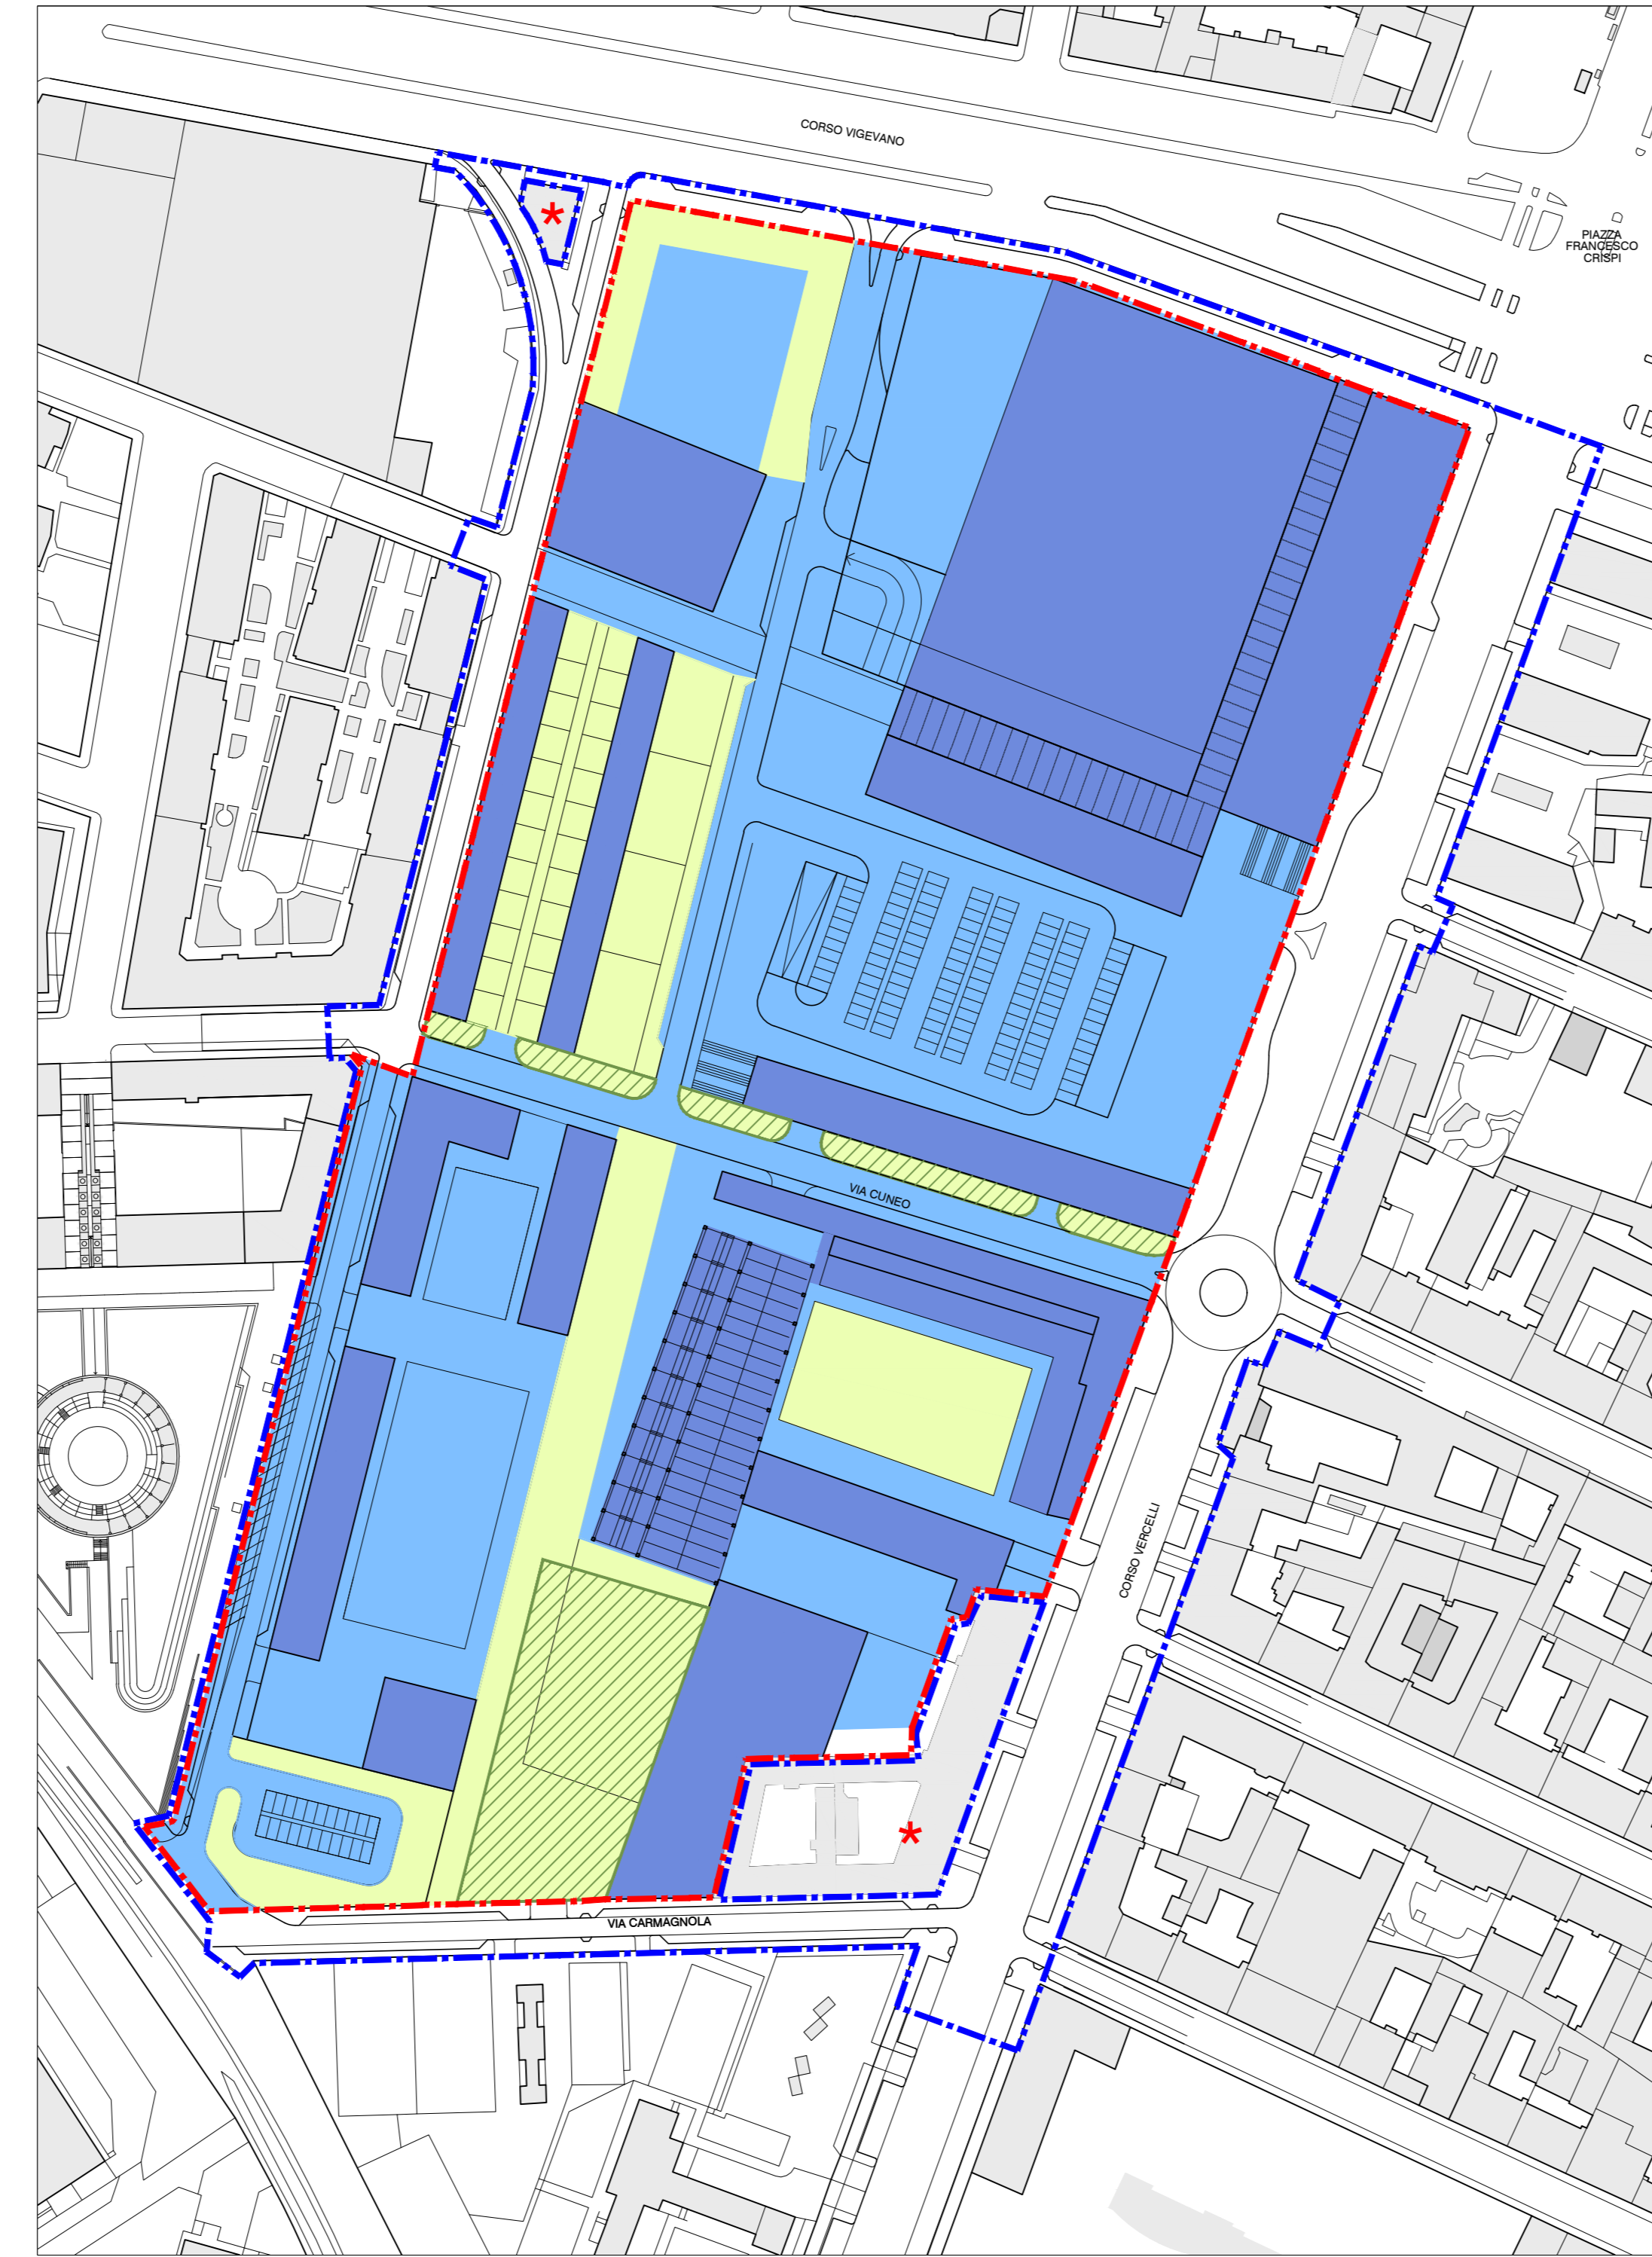 CORSO VIGEVANO
PIAZZA
FRANCESCO
CRISPI
VIA CUNEO
CORSO VERCELLI
VIA CARMAGNOLA